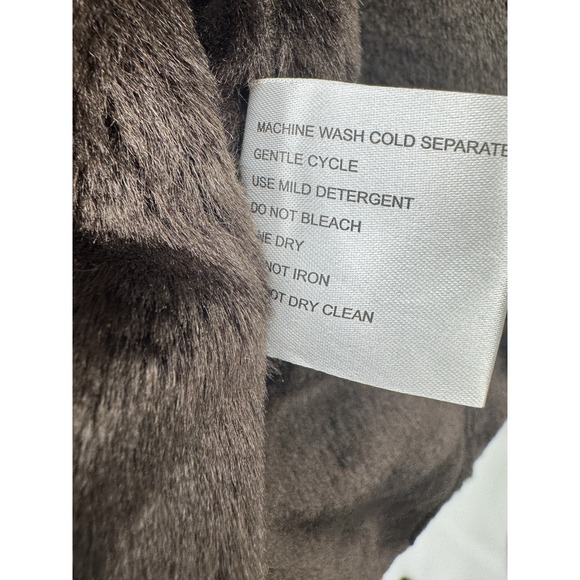 MACHINE WASH COLD SEPARATE
GENTLE CYCLE
USE MILD DETERGENT
DO NOT BLEACH
DRY
NOT IRON
DRY CLEAN